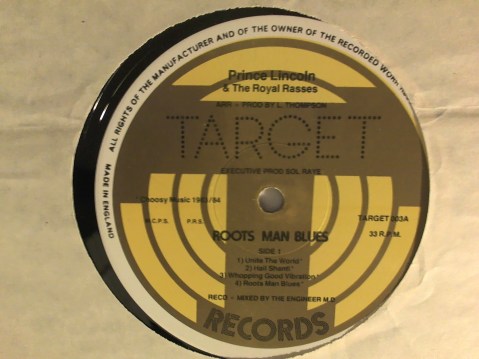 ALL RIGHTS OF THE MANUFACTURER AND OF THE OWNER OF THE RECORDED WORK
MADE IN ENGLAND
Prince Lincoln
& The Royal Rasses
ARR - PROD BY L. THOMPSON
TARGET
EXECUTIVE PROD SOL RAYE
Choosy Music 1983/84
M.C.P.S. P.R.S.
TARGET 003A
33 R.P.M.
ROOTS MAN BLUES
SIDE 1
1) Unite The World"
2) Hail Shanti"
3) Whopping Good Vibration"
4) Roots Man Blues"
RECD - MIXED BY THE ENGINEER M.D.
RECORDS